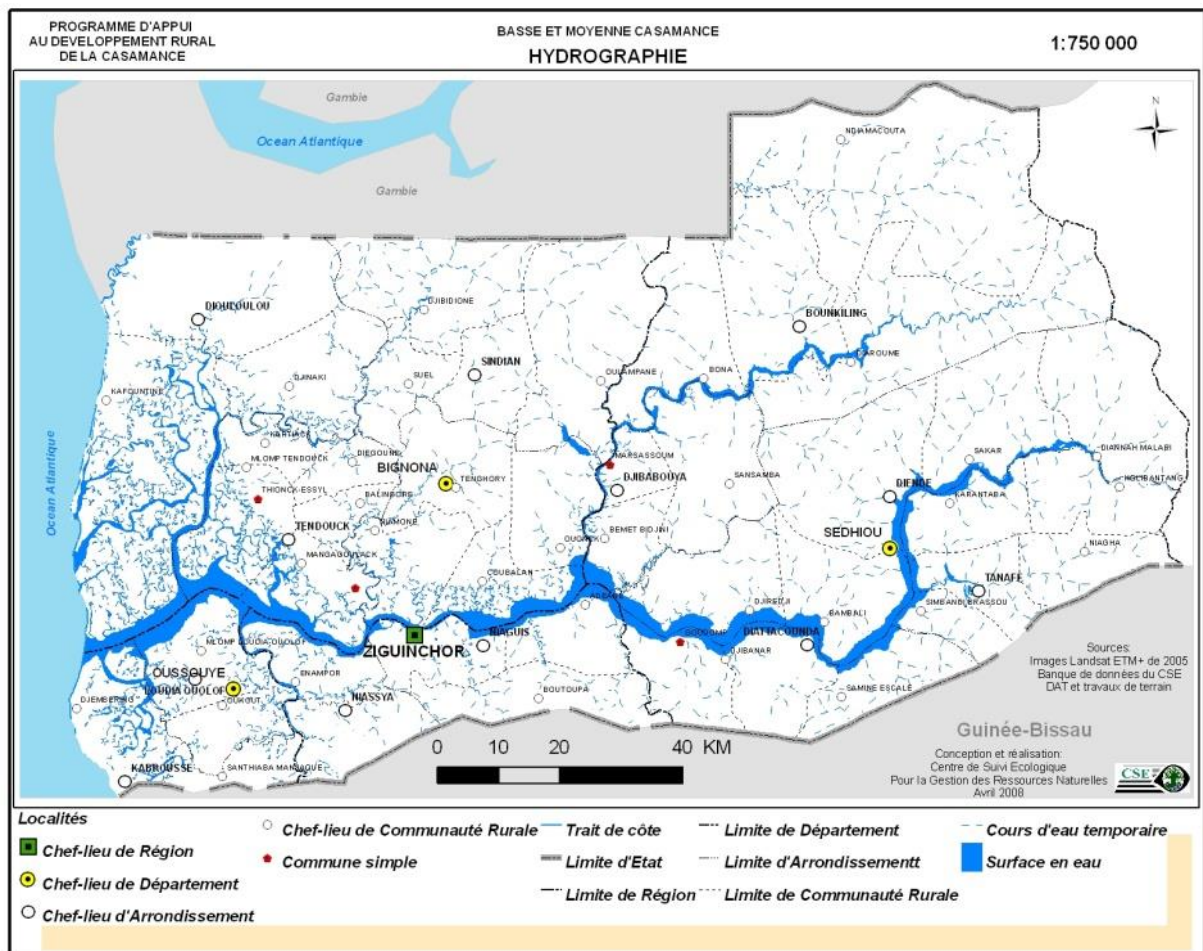 PROGRAMME D'APPUI
AU DEVELOPPEMENT RURAL
DE LA CASAMANCE
BASSE ET MOYENNE CASAMANCE
HYDROGRAPHIE
1:750 000
Gambie
Ocean Atlantique
Gambie
N
NDIAMACOUTA
DIOULOULOU
DJIBIDIONE
BOUNKILING
DIAROUME
SINDIAN
SUEL
DJINAKI
OULAMPANE
BONA
KAFOUNTINE
Ocean Atlantique
KARTIACK
MLOMP TENDOUCK
DIEGOUNE
BIGNONA
TENGHORY
MARSASSOUM
DJIBABOUYA
SANSAMBA
SAKAR
DIANNAH MALARI
DIENDE
KARANTABA
THIONCK-ESSYL
BALINGORE
TENDOUCK
NIAMONE
MANGAGOULACK
OUONCK
BEMET BIDJINI
SEDHIOU
NIAGHA
COUBALAN
ADEANE
TANAFE
SIMBANDI BRASSOU
DJIREDJI
BAMBALI
ZIGUINCHOR
NIAGUIS
GOUDOMP
DIATTACOUNDA
DJIBANAR
MLOMP LOUDIA OUOLOF
OUSSOUYE
LOUDIA OUOLOF
ENAMPOR
OUKOUT
NIASSYA
BOUTOUPA
SAMINE ESCALE
DJEMBERING
KABROUSSE
SANTHIABA MANJAQUE
Sources:
Images Landsat ETM+ de 2005
Banque de données du CSE
DAT et travaux de terrain
Guinée-Bissau
0 10 20 40 KM
Conception et réalisation:
Centre de Suivi Ecologique
Pour la Gestion des Ressources Naturelles
Avril 2008
CSE
Localités
Chef-lieu de Région
Chef-lieu de Département
Chef-lieu d'Arrondissement
Chef-lieu de Communauté Rurale
Commune simple
Trait de côte
Limite d'Etat
Limite de Région
Limite de Département
Limite d'Arrondissementt
Limite de Communauté Rurale
Cours d'eau temporaire
Surface en eau